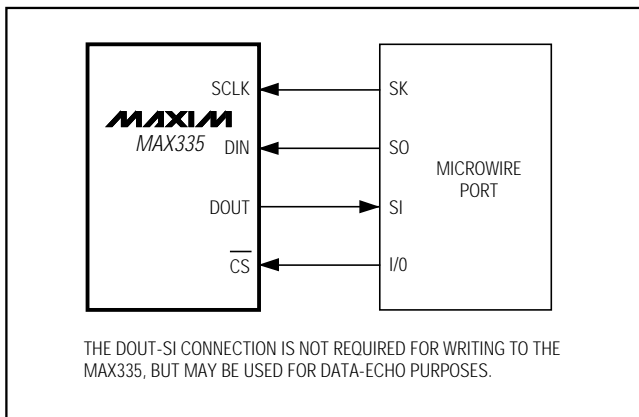 SCLK
SK
MAXIM
MAX335
DIN
SO
MICROWIRE
PORT
DOUT
SI
CS
I/0
THE DOUT-SI CONNECTION IS NOT REQUIRED FOR WRITING TO THE
MAX335, BUT MAY BE USED FOR DATA-ECHO PURPOSES.